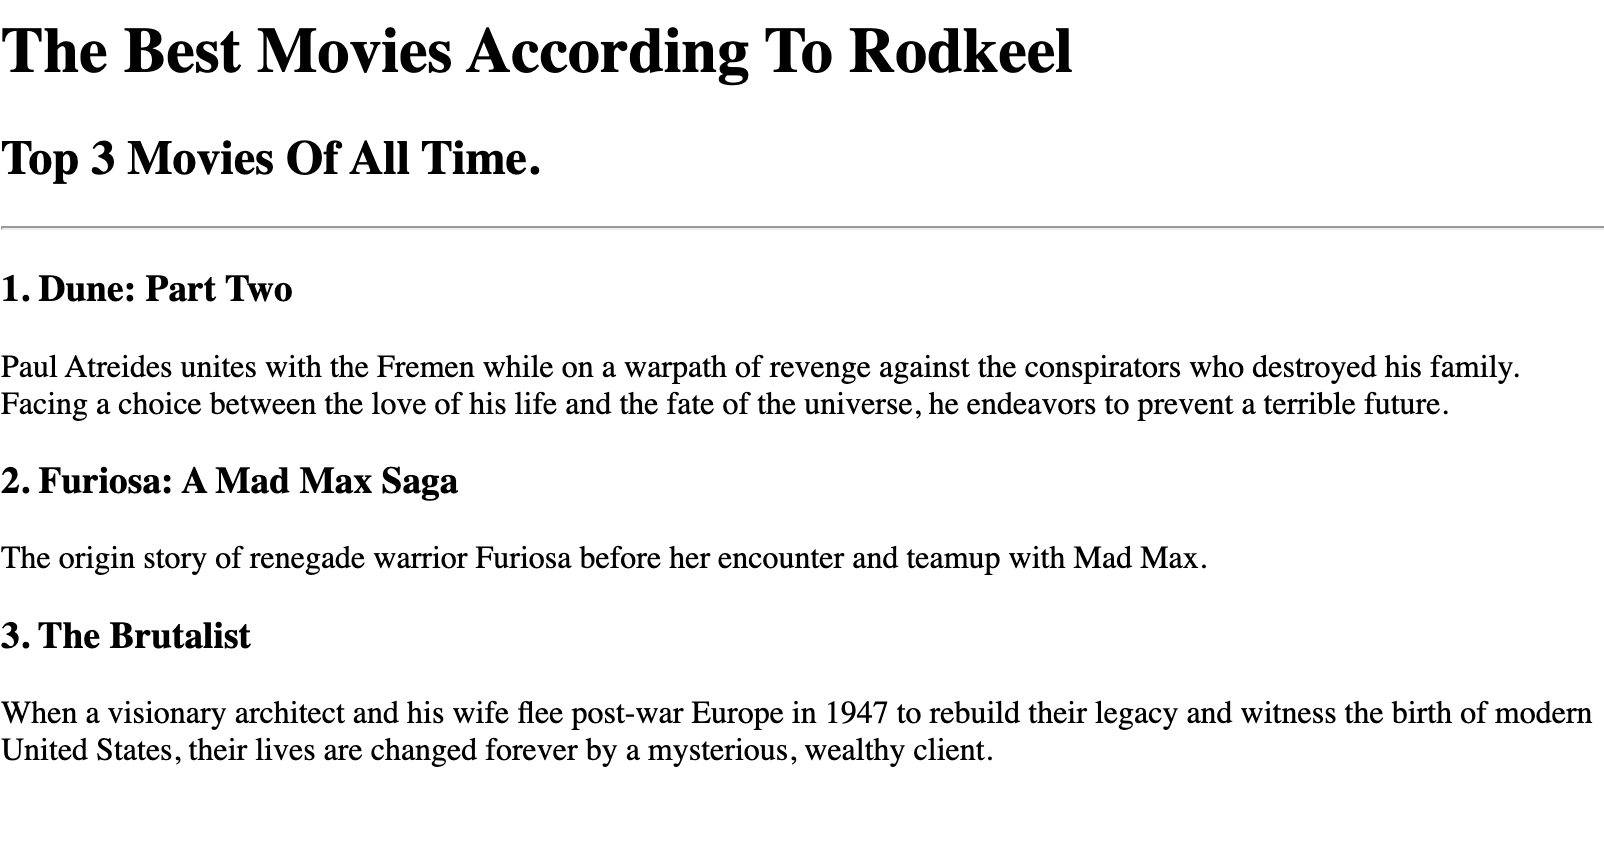 The Best Movies According To Rodkeel
Top 3 Movies Of All Time.
1. Dune: Part Two
Paul Atreides unites with the Fremen while on a warpath of revenge against the conspirators who destroyed his family.
Facing a choice between the love of his life and the fate of the universe, he endeavors to prevent a terrible future.
2. Furiosa: A Mad Max Saga
The origin story of renegade warrior Furiosa before her encounter and teamup with Mad Max.
3. The Brutalist
When a visionary architect and his wife flee post-war Europe in 1947 to rebuild their legacy and witness the birth of modern
United States, their lives are changed forever by a mysterious, wealthy client.